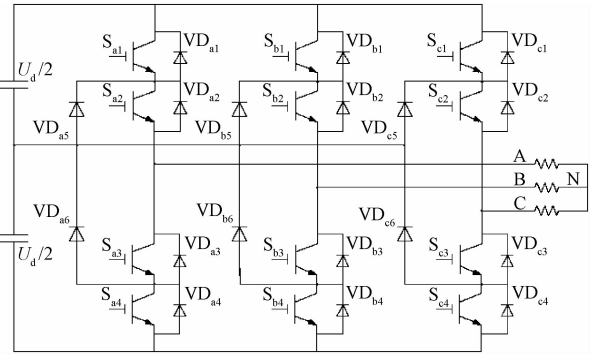 S_a1 VD_a1 S_b1 VD_b1 S_c1 VD_c1
U_d/2
S_a2 VD_a2 S_b2 VD_b2 S_c2 VD_c2
VD_a5 VD_b5 VD_c5
A
B N
C
VD_a6 VD_b6 VD_c6
U_d/2
S_a3 VD_a3 S_b3 VD_b3 S_c3 VD_c3
S_a4 VD_a4 S_b4 VD_b4 S_c4 VD_c4